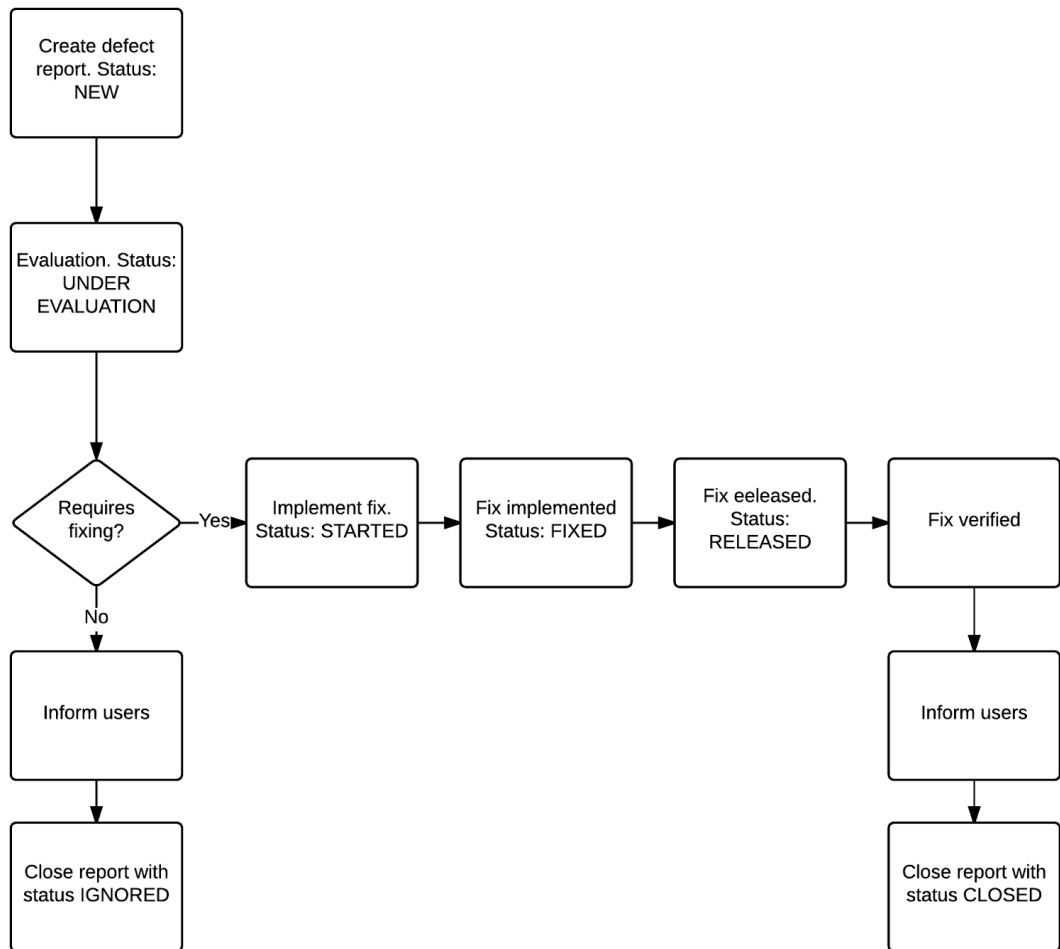 Create defect
report. Status:
NEW
Evaluation. Status:
UNDER
EVALUATION
Requires
fixing?
Yes
Implement fix.
Status: STARTED
Fix implemented
Status: FIXED
Fix eeleased.
Status:
RELEASED
Fix verified
No
Inform users
Inform users
Close report with
status IGNORED
Close report with
status CLOSED